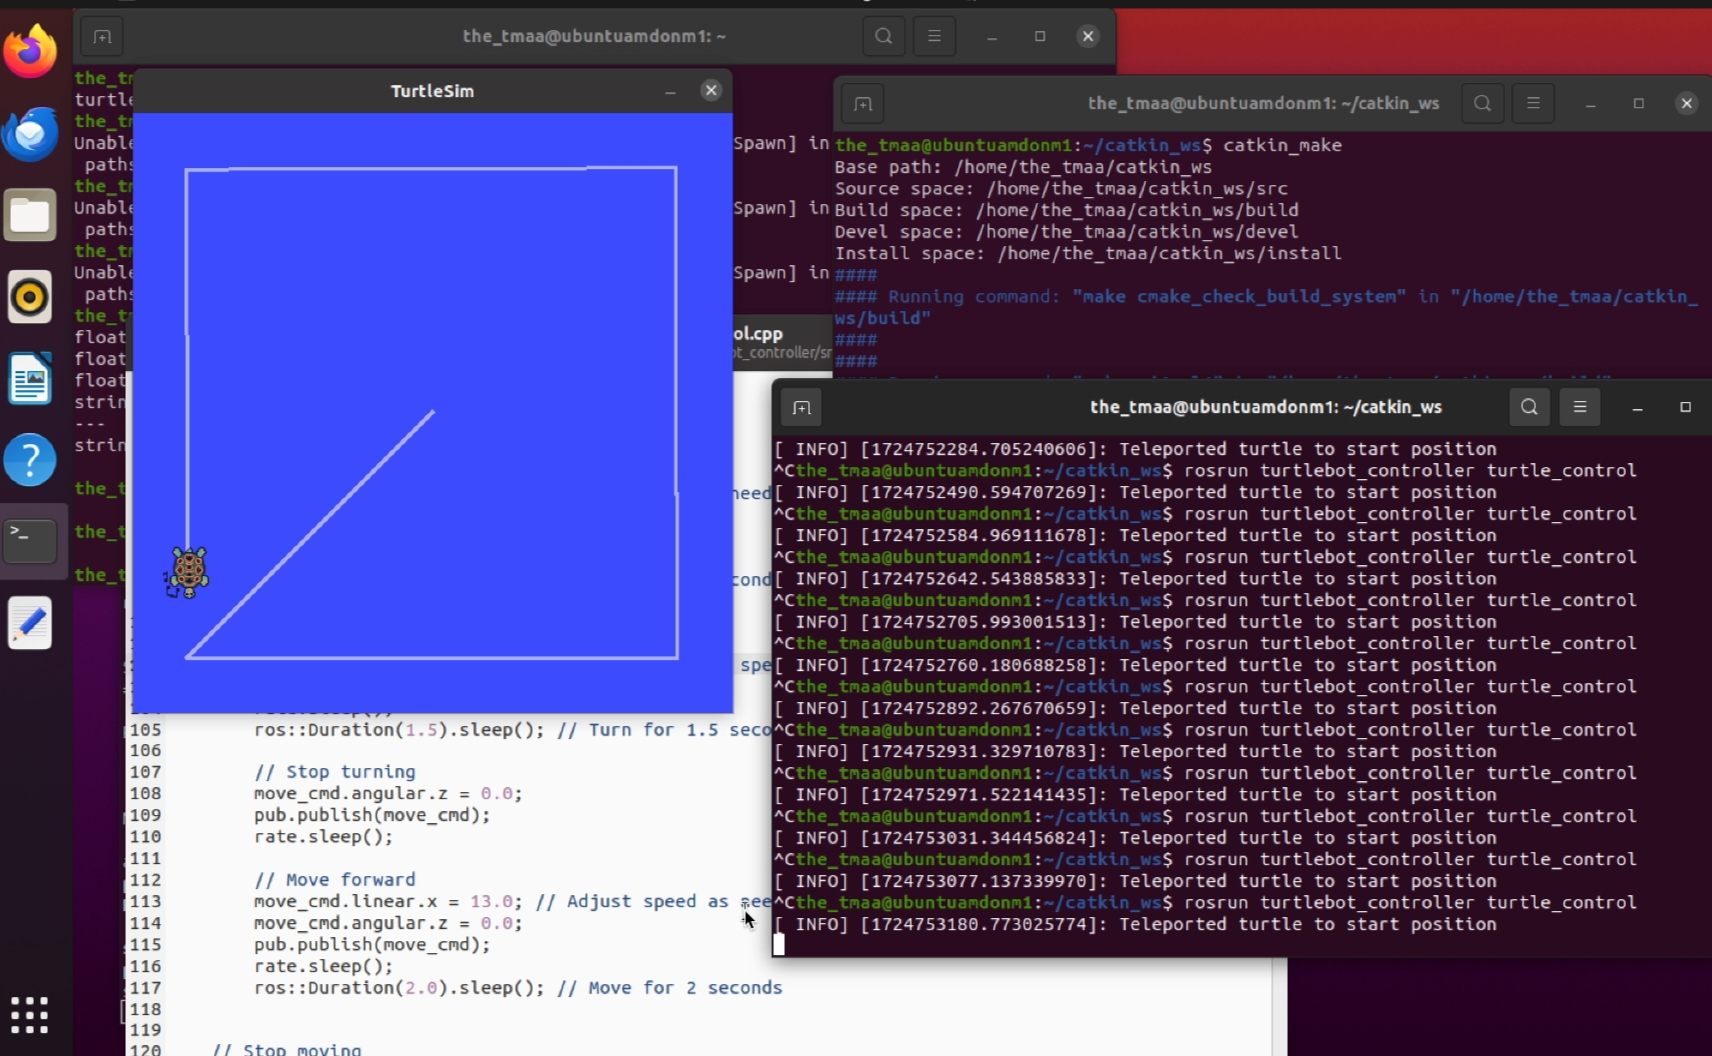 the_tmaa@ubuntuamdonm1: ~
the_t
turtle
the_t
Unable
Spawn] in
paths
the_t
Unable
Spawn] in
paths
the_t
Unable
Spawn] in
paths
the_t
float
float
float
strin
---
strin
the_t
the_t
the_t
TurtleSim
ol.cpp
ot_controller/sr
the_tmaa@ubuntuamdonm1: ~/catkin_ws
the_tmaa@ubuntuamdonm1:~/catkin_ws$ catkin_make
Base path: /home/the_tmaa/catkin_ws
Source space: /home/the_tmaa/catkin_ws/src
Build space: /home/the_tmaa/catkin_ws/build
Devel space: /home/the_tmaa/catkin_ws/devel
Install space: /home/the_tmaa/catkin_ws/install
####
#### Running command: "make cmake_check_build_system" in "/home/the_tmaa/catkin_
ws/build"
####
####
the_tmaa@ubuntuamdonm1: ~/catkin_ws
[ INFO] [1724752284.705240606]: Teleported turtle to start position
^Cthe_tmaa@ubuntuamdonm1:~/catkin_ws$ rosrun turtlebot_controller turtle_control
[ INFO] [1724752490.594707269]: Teleported turtle to start position
^Cthe_tmaa@ubuntuamdonm1:~/catkin_ws$ rosrun turtlebot_controller turtle_control
[ INFO] [1724752584.969111678]: Teleported turtle to start position
^Cthe_tmaa@ubuntuamdonm1:~/catkin_ws$ rosrun turtlebot_controller turtle_control
[ INFO] [1724752642.543885833]: Teleported turtle to start position
^Cthe_tmaa@ubuntuamdonm1:~/catkin_ws$ rosrun turtlebot_controller turtle_control
[ INFO] [1724752705.993001513]: Teleported turtle to start position
^Cthe_tmaa@ubuntuamdonm1:~/catkin_ws$ rosrun turtlebot_controller turtle_control
[ INFO] [1724752760.180688258]: Teleported turtle to start position
^Cthe_tmaa@ubuntuamdonm1:~/catkin_ws$ rosrun turtlebot_controller turtle_control
[ INFO] [1724752892.267670659]: Teleported turtle to start position
^Cthe_tmaa@ubuntuamdonm1:~/catkin_ws$ rosrun turtlebot_controller turtle_control
[ INFO] [1724752931.329710783]: Teleported turtle to start position
^Cthe_tmaa@ubuntuamdonm1:~/catkin_ws$ rosrun turtlebot_controller turtle_control
[ INFO] [1724752971.522141435]: Teleported turtle to start position
^Cthe_tmaa@ubuntuamdonm1:~/catkin_ws$ rosrun turtlebot_controller turtle_control
[ INFO] [1724753031.344456824]: Teleported turtle to start position
^Cthe_tmaa@ubuntuamdonm1:~/catkin_ws$ rosrun turtlebot_controller turtle_control
[ INFO] [1724753077.137339970]: Teleported turtle to start position
^Cthe_tmaa@ubuntuamdonm1:~/catkin_ws$ rosrun turtlebot_controller turtle_control
[ INFO] [1724753180.773025774]: Teleported turtle to start position
need
cond
spe
105 ros::Duration(1.5).sleep(); // Turn for 1.5 seco
106
107 // Stop turning
108 move_cmd.angular.z = 0.0;
109 pub.publish(move_cmd);
110 rate.sleep();
111
112 // Move forward
113 move_cmd.linear.x = 13.0; // Adjust speed as nee
114 move_cmd.angular.z = 0.0;
115 pub.publish(move_cmd);
116 rate.sleep();
117 ros::Duration(2.0).sleep(); // Move for 2 seconds
118
119
120 // Stop moving